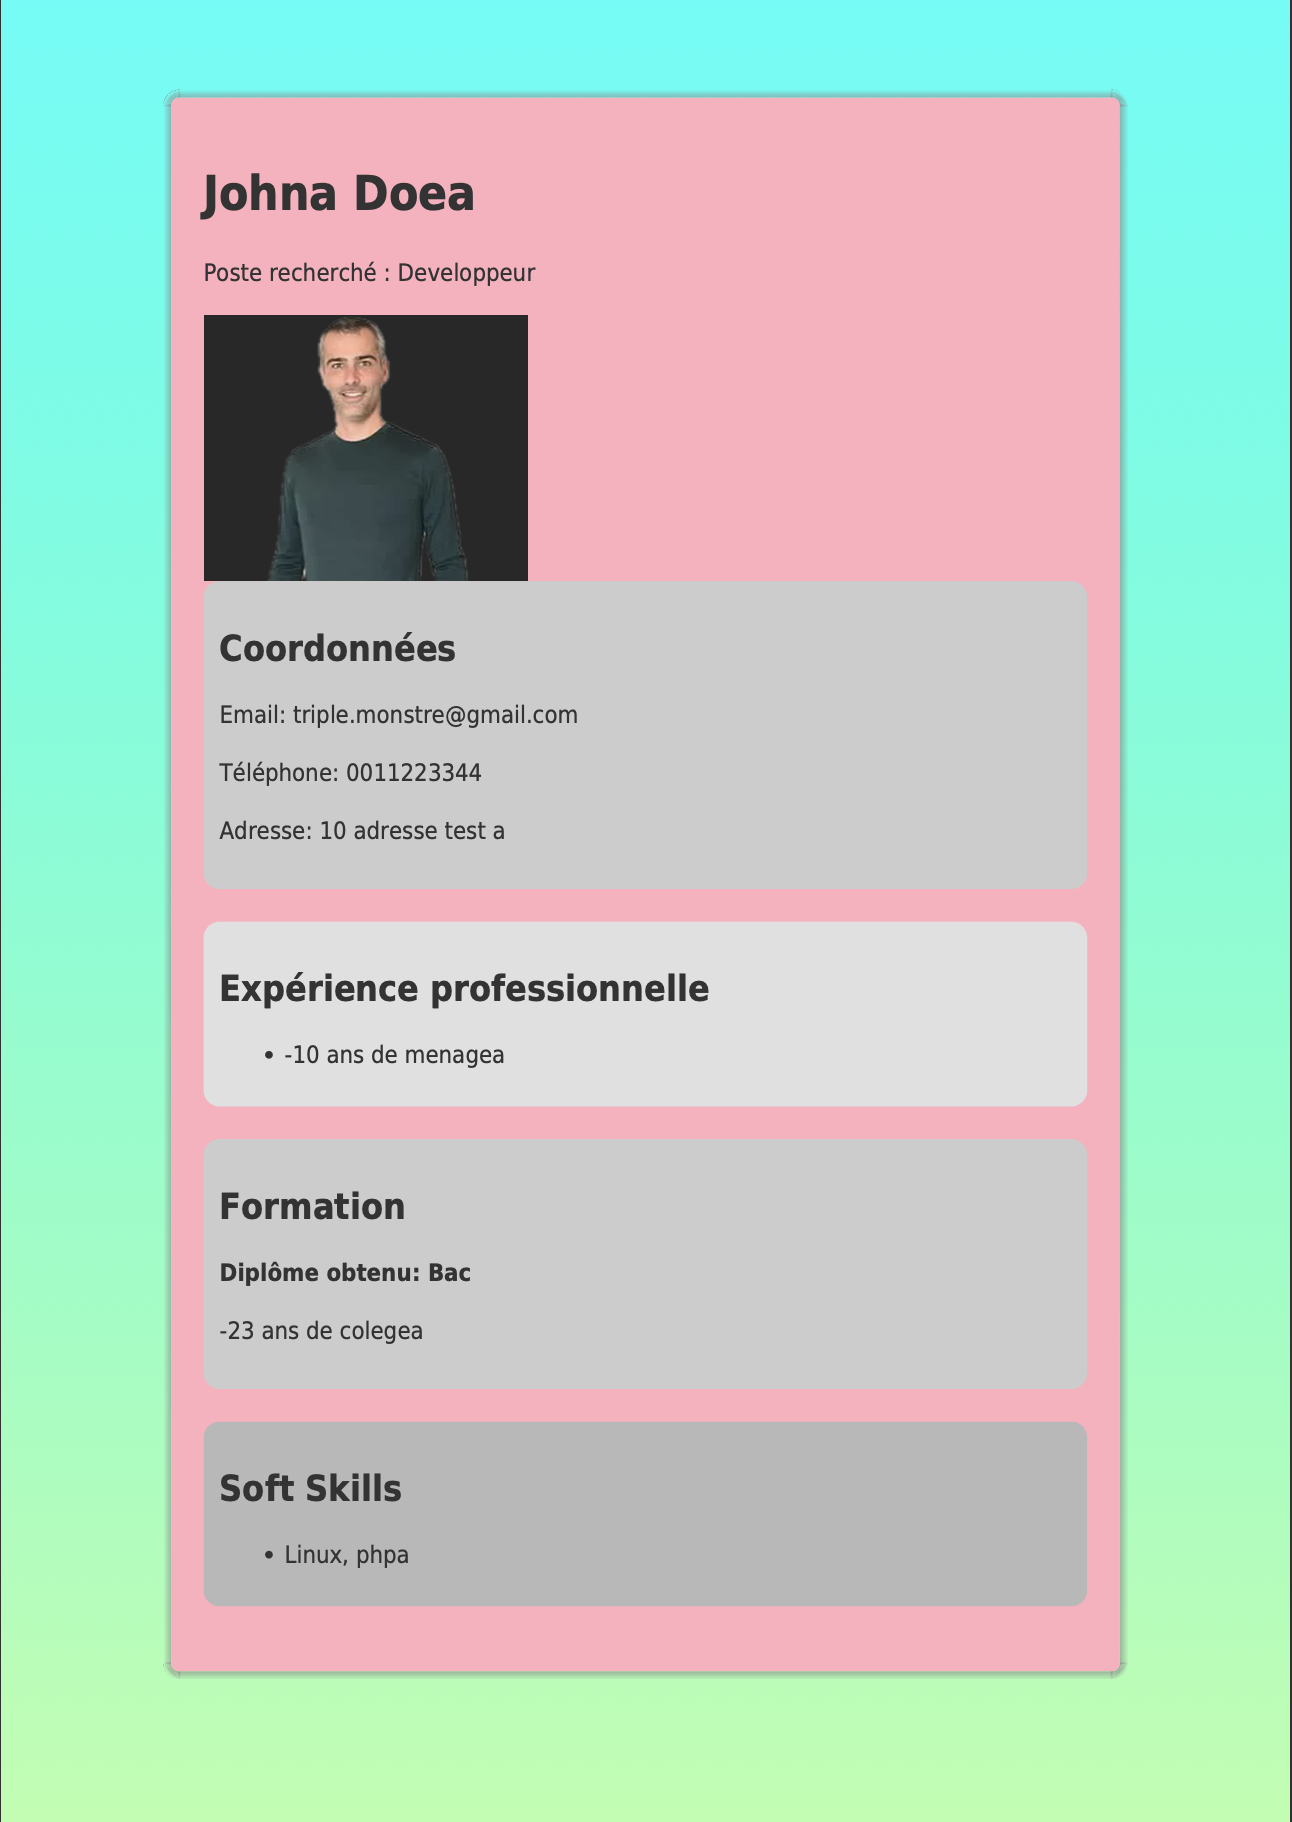 Johna Doea
Poste recherché : Developpeur
Coordonnées
Email: triple.monstre@gmail.com
Téléphone: 0011223344
Adresse: 10 adresse test a
Expérience professionnelle
• -10 ans de menagea
Formation
Diplôme obtenu: Bac
-23 ans de colegea
Soft Skills
• Linux, phpa